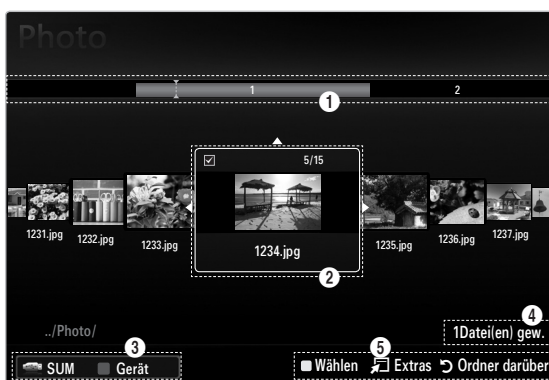 Photo
1 2
1
5/15
1231.jpg 1232.jpg 1233.jpg 1234.jpg 1235.jpg 1236.jpg 1237.jpg
2
../Photo/
4
1Datei(en) gew.
3 5
SUM Gerät Wählen Extras Ordner darüber